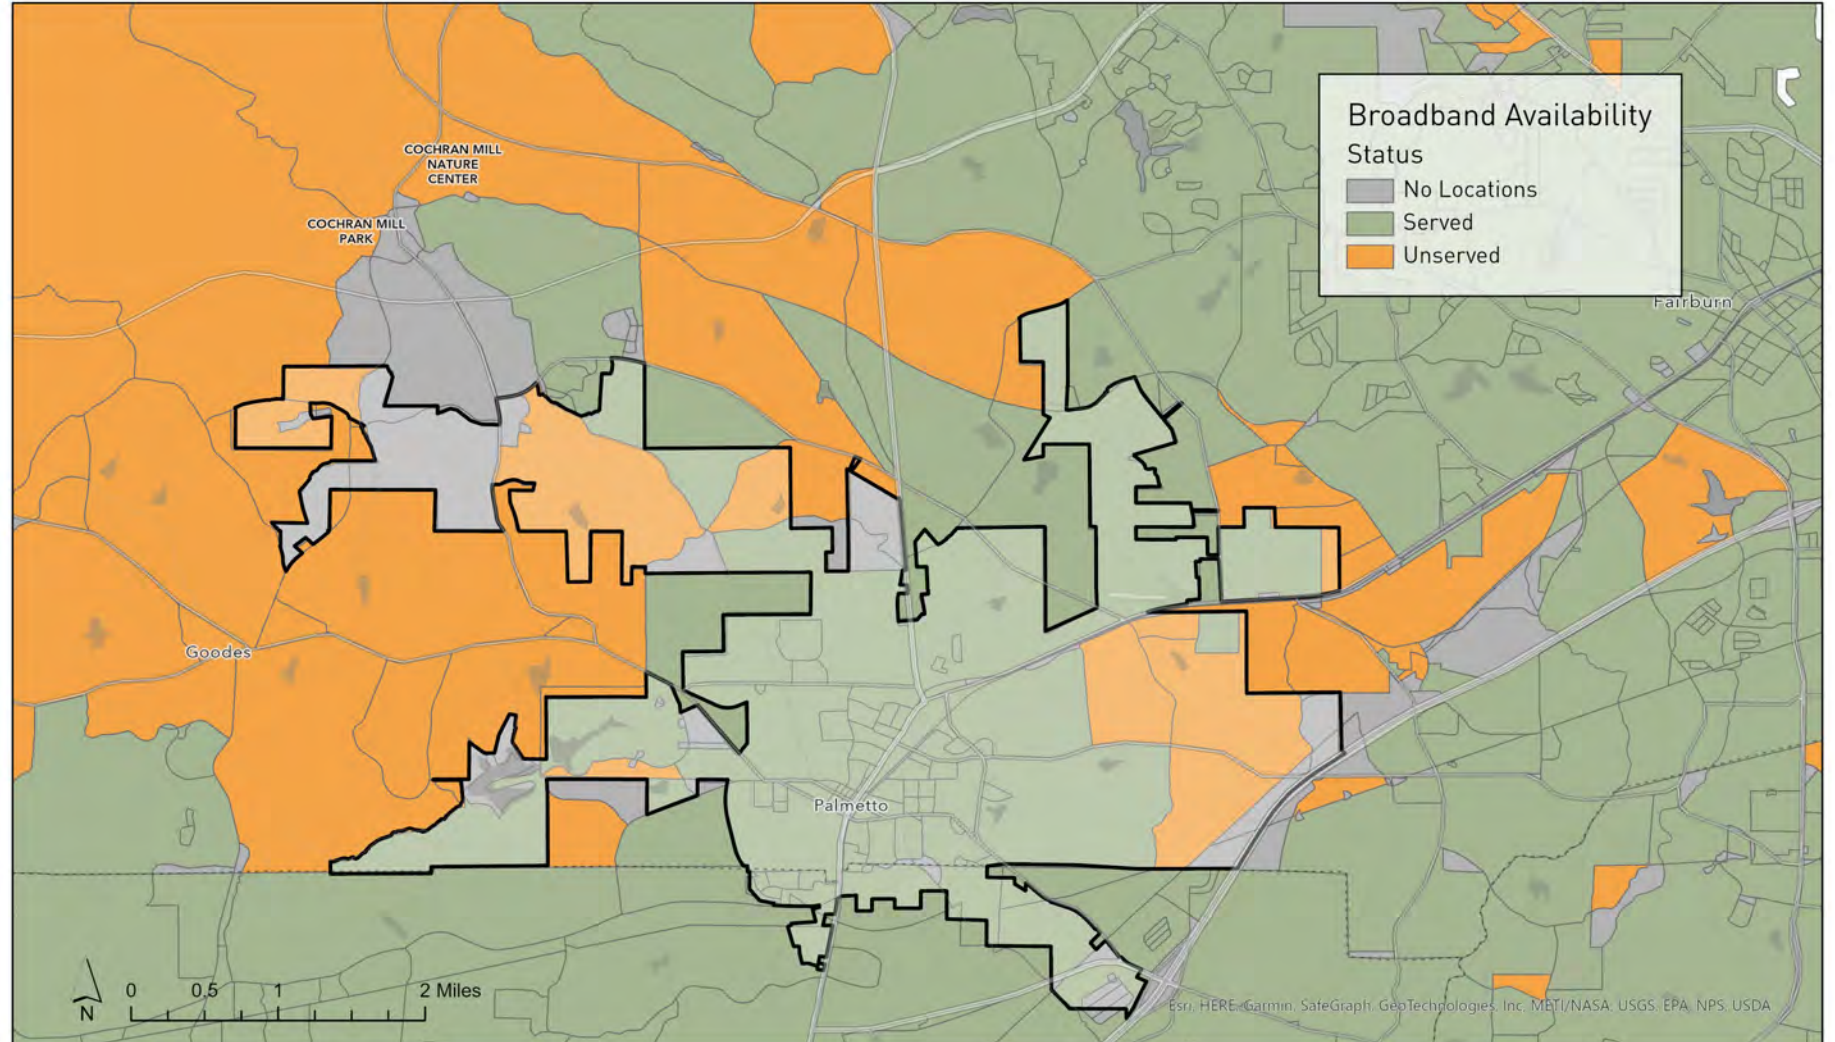 COCHRAN MILL
NATURE
CENTER
COCHRAN MILL
PARK
Broadband Availability
Status
No Locations
Served
Unserved
Fairburn
Goodes
Palmetto
N
0 0.5 1 2 Miles
Esri, HERE, Garmin, SafeGraph, GeoTechnologies, Inc, METI/NASA, USGS, EPA, NPS, USDA